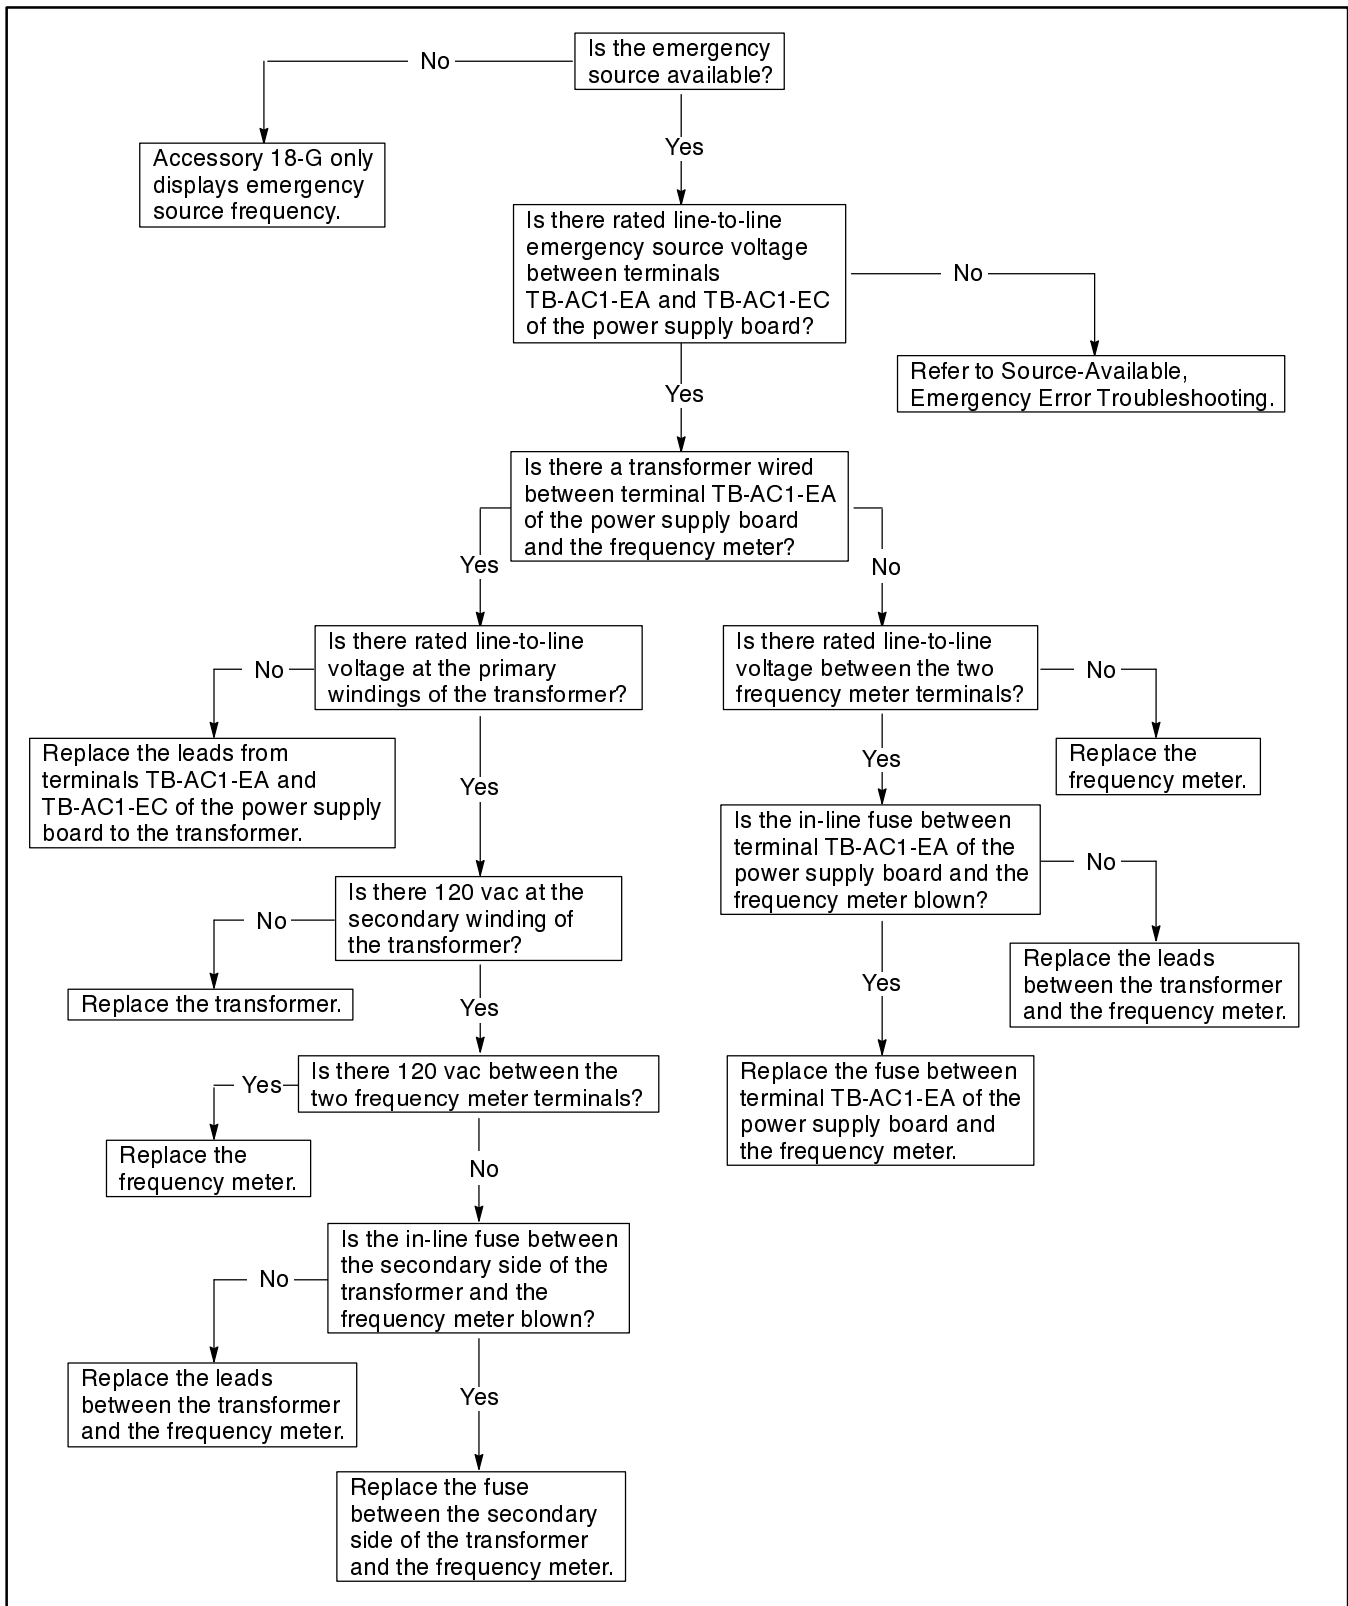 Is the emergency
source available?
No
Yes
Accessory 18-G only
displays emergency
source frequency.
Is there rated line-to-line
emergency source voltage
between terminals
TB-AC1-EA and TB-AC1-EC
of the power supply board?
No
Refer to Source-Available,
Emergency Error Troubleshooting.
Yes
Is there a transformer wired
between terminal TB-AC1-EA
of the power supply board
and the frequency meter?
Yes
No
Is there rated line-to-line
voltage at the primary
windings of the transformer?
No
Replace the leads from
terminals TB-AC1-EA and
TB-AC1-EC of the power supply
board to the transformer.
Yes
Is there rated line-to-line
voltage between the two
frequency meter terminals?
No
Replace the
frequency meter.
Yes
Is the in-line fuse between
terminal TB-AC1-EA of the
power supply board and the
frequency meter blown?
No
Replace the leads
between the transformer
and the frequency meter.
Yes
Replace the fuse between
terminal TB-AC1-EA of the
power supply board and
the frequency meter.
Is there 120 vac at the
secondary winding of
the transformer?
No
Replace the transformer.
Yes
Is there 120 vac between the
two frequency meter terminals?
Yes
Replace the
frequency meter.
No
Is the in-line fuse between
the secondary side of the
transformer and the
frequency meter blown?
No
Replace the leads
between the transformer
and the frequency meter.
Yes
Replace the fuse
between the secondary
side of the transformer
and the frequency meter.